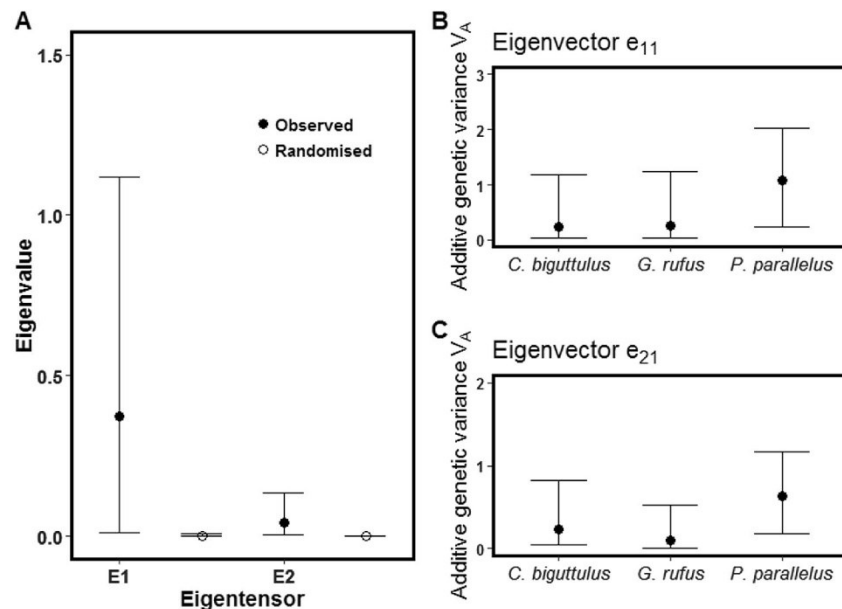 A
1.5
1.0
0.5
0.0
Eigenvalue
Observed
Randomised
E1
E2
Eigentensor
B
Eigenvector e11
Additive genetic variance VA
3
2
1
0
C. biguttulus
G. rufus
P. parallelus
C
Eigenvector e21
Additive genetic variance VA
2
1
0
C. biguttulus
G. rufus
P. parallelus